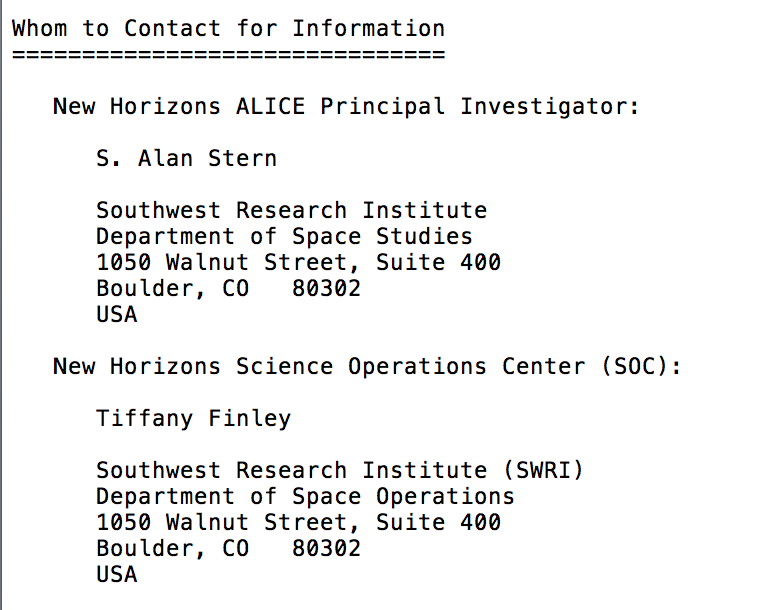 Whom to Contact for Information
===============================
New Horizons ALICE Principal Investigator:
S. Alan Stern
Southwest Research Institute
Department of Space Studies
1050 Walnut Street, Suite 400
Boulder, CO   80302
USA
New Horizons Science Operations Center (SOC):
Tiffany Finley
Southwest Research Institute (SWRI)
Department of Space Operations
1050 Walnut Street, Suite 400
Boulder, CO   80302
USA